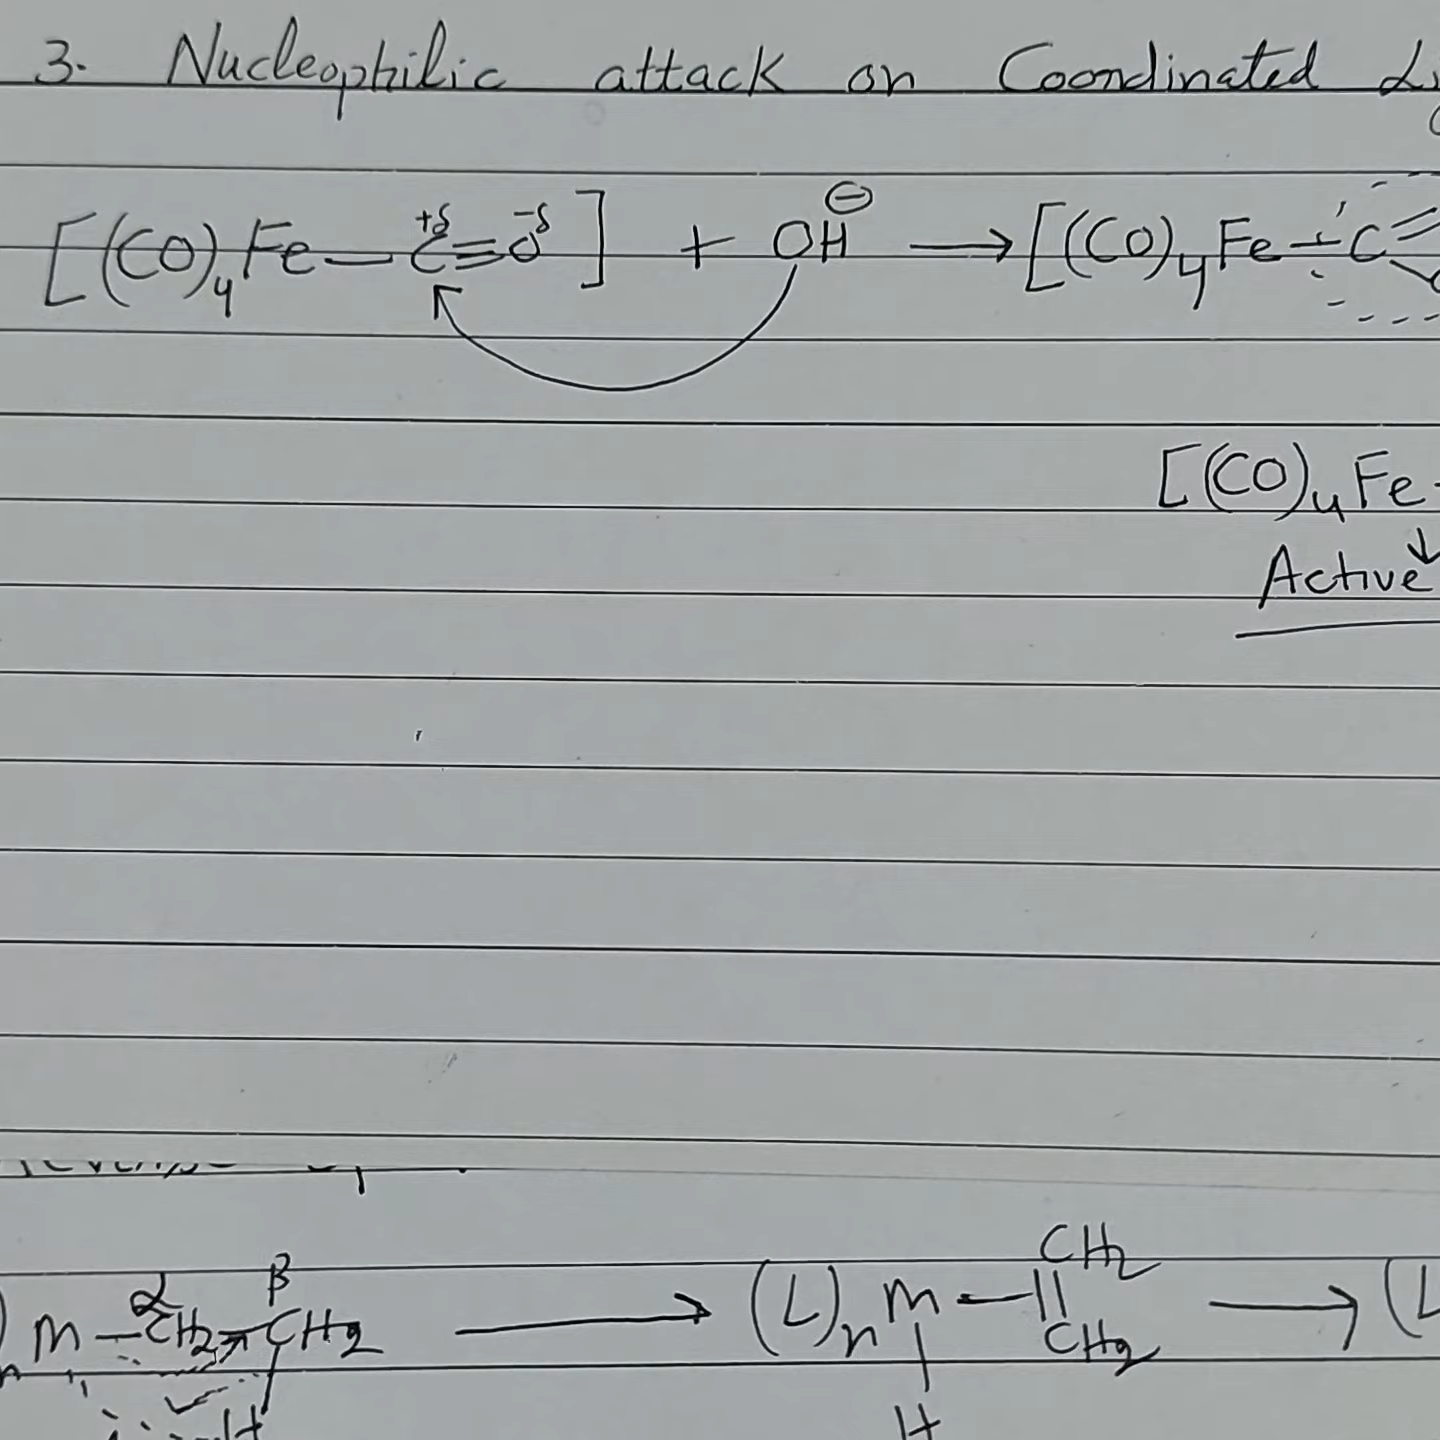 3. Nucleophilic attack on Coordinated
[(CO)₄Fe—C≡O] + OH⊖ → [(CO)₄Fe—C
+δ -δ
[(CO)₄Fe-
Active
α β CH₂
M—CH₂—CH₂ → (L)ₙM—|| → (L
CH₂
H H